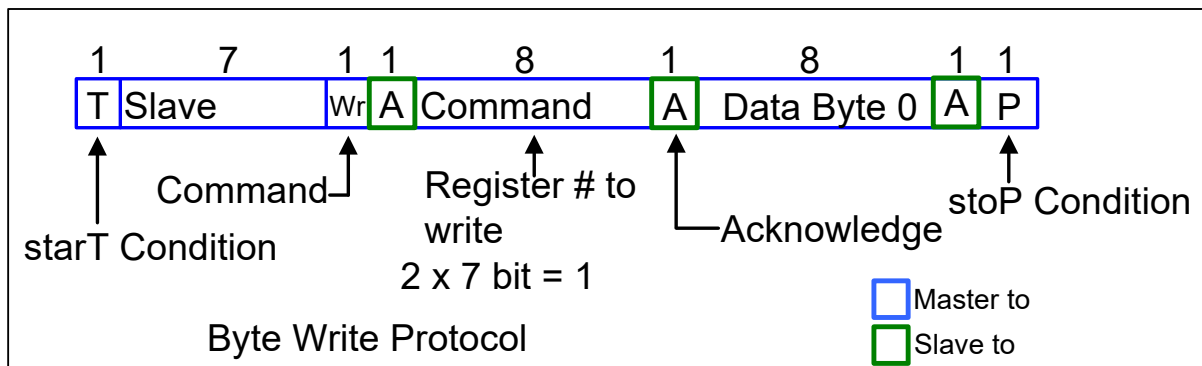 1 7 1 1 8 1 8 1 1
T Slave Wr A Command A Data Byte 0 A P
Command
Register # to
write
2 x 7 bit = 1
starT Condition
Acknowledge
stoP Condition
Byte Write Protocol
Master to
Slave to